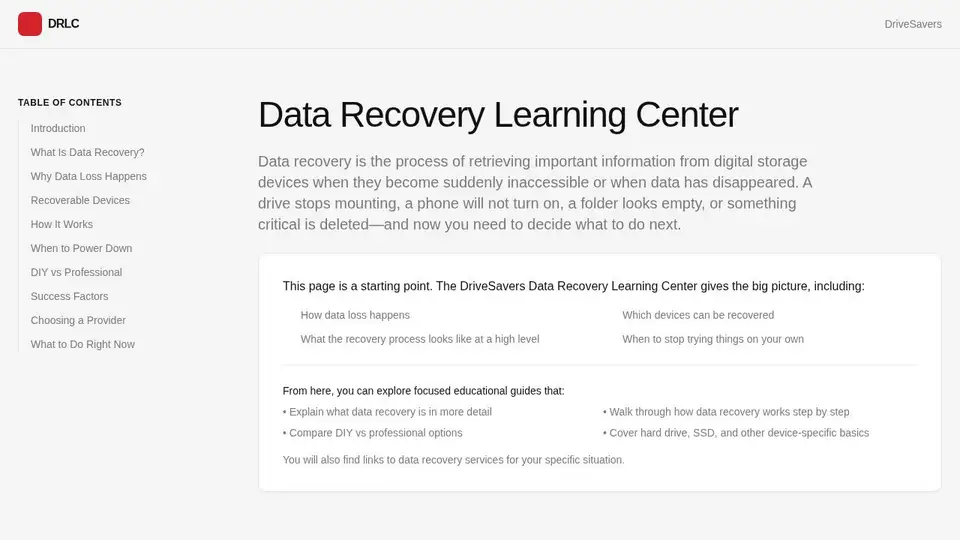 DRLC
DriveSavers
TABLE OF CONTENTS
Introduction
What Is Data Recovery?
Why Data Loss Happens
Recoverable Devices
How It Works
When to Power Down
DIY vs Professional
Success Factors
Choosing a Provider
What to Do Right Now
Data Recovery Learning Center
Data recovery is the process of retrieving important information from digital storage
devices when they become suddenly inaccessible or when data has disappeared. A
drive stops mounting, a phone will not turn on, a folder looks empty, or something
critical is deleted—and now you need to decide what to do next.
This page is a starting point. The DriveSavers Data Recovery Learning Center gives the big picture, including:
How data loss happens
Which devices can be recovered
What the recovery process looks like at a high level
When to stop trying things on your own
From here, you can explore focused educational guides that:
• Explain what data recovery is in more detail
• Walk through how data recovery works step by step
• Compare DIY vs professional options
• Cover hard drive, SSD, and other device-specific basics
You will also find links to data recovery services for your specific situation.